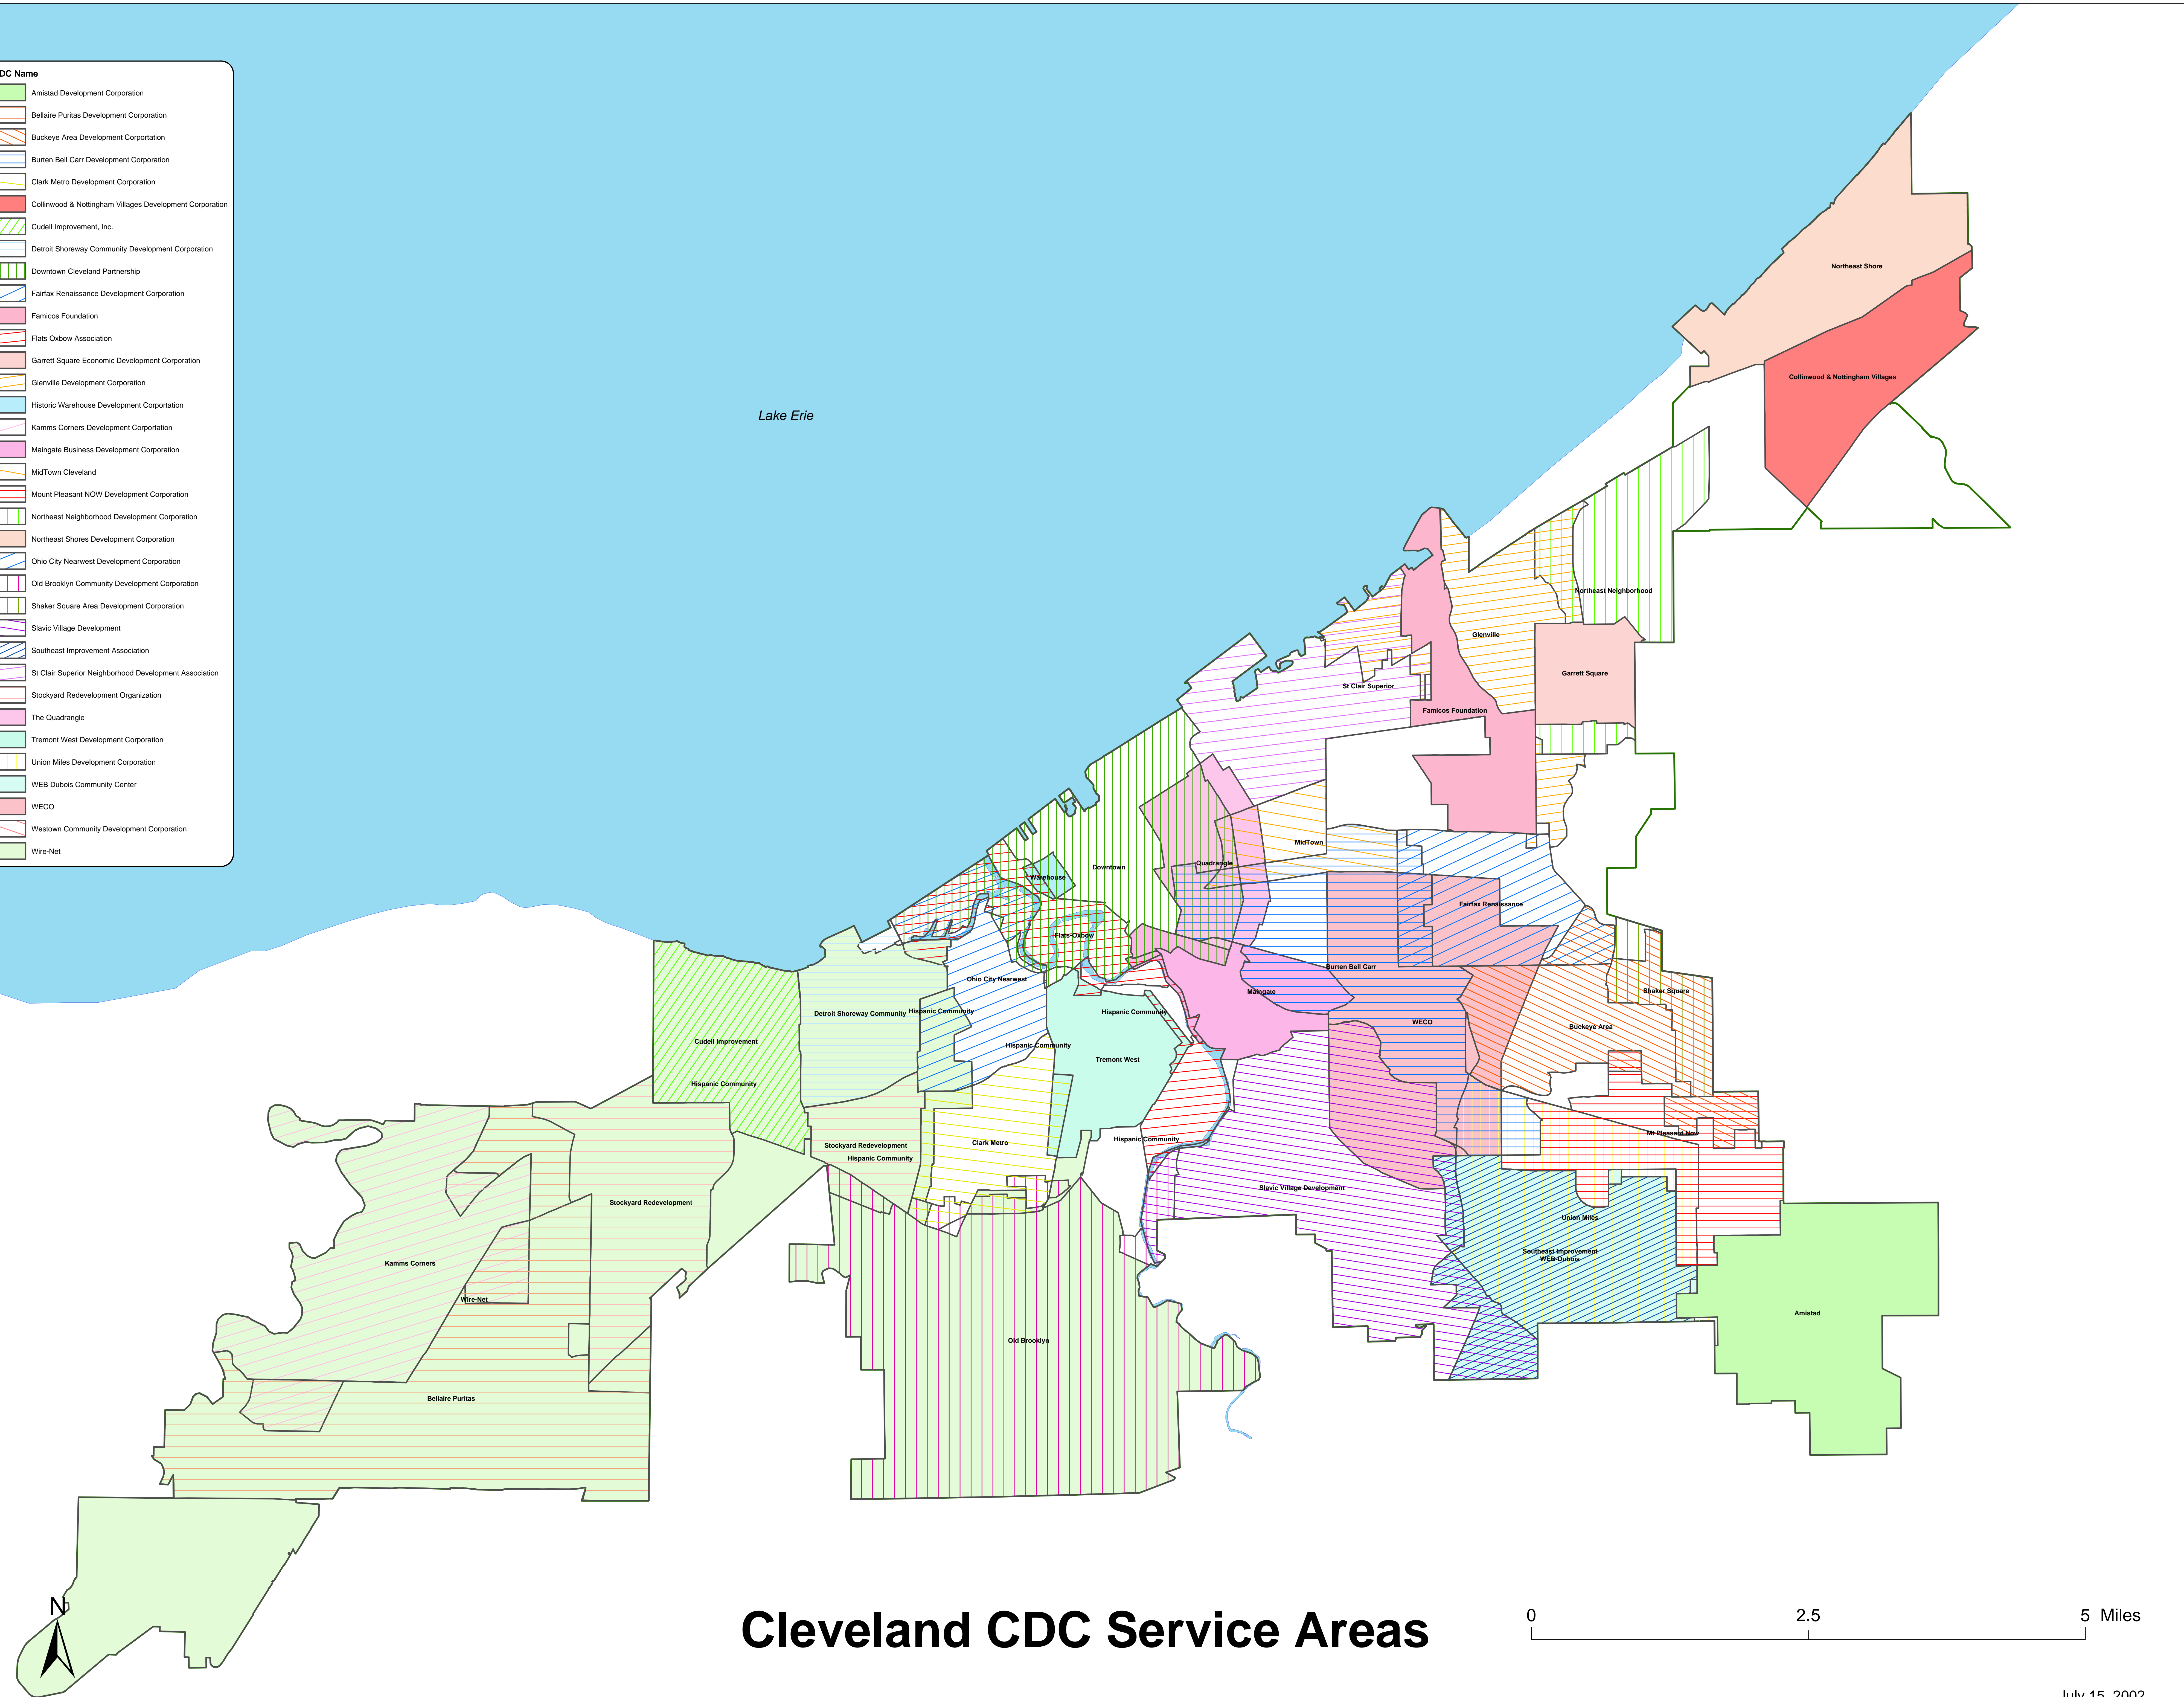 DC Name
Amistad Development Corporation
Bellaire Puritas Development Corporation
Buckeye Area Development Corportation
Burten Bell Carr Development Corporation
Clark Metro Development Corporation
Collinwood & Nottingham Villages Development Corporation
Cudell Improvement, Inc.
Detroit Shoreway Community Development Corporation
Downtown Cleveland Partnership
Fairfax Renaissance Development Corporation
Famicos Foundation
Flats Oxbow Association
Garrett Square Economic Development Corporation
Glenville Development Corporation
Historic Warehouse Development Corportation
Kamms Corners Development Corportation
Maingate Business Development Corporation
MidTown Cleveland
Mount Pleasant NOW Development Corporation
Northeast Neighborhood Development Corporation
Northeast Shores Development Corporation
Ohio City Nearwest Development Corporation
Old Brooklyn Community Development Corporation
Shaker Square Area Development Corporation
Slavic Village Development
Southeast Improvement Association
St Clair Superior Neighborhood Development Association
Stockyard Redevelopment Organization
The Quadrangle
Tremont West Development Corporation
Union Miles Development Corporation
WEB Dubois Community Center
WECO
Westown Community Development Corporation
Wire-Net
Lake Erie
Northeast Shore
Collinwood & Nottingham Villages
Northeast Neighborhood
Glenville
Garrett Square
St Clair Superior
Famicos Foundation
MidTown
Quadrangle
Downtown
Warehouse
Fairfax Renaissance
Flats-Oxbow
Burten Bell Carr
Ohio City Nearwest
Maingate
Shaker Square
Detroit Shoreway Community
Hispanic Community
Hispanic Community
WECO
Buckeye Area
Cudell Improvement
Hispanic Community
Tremont West
Hispanic Community
Mt Pleasant Now
Clark Metro
Hispanic Community
Stockyard Redevelopment
Hispanic Community
Slavic Village Development
Stockyard Redevelopment
Union Miles
Southeast Improvement
WEB-Dubois
Kamms Corners
Wire-Net
Amistad
Old Brooklyn
Bellaire Puritas
N
Cleveland CDC Service Areas
0 2.5 5 Miles
July 15, 2002